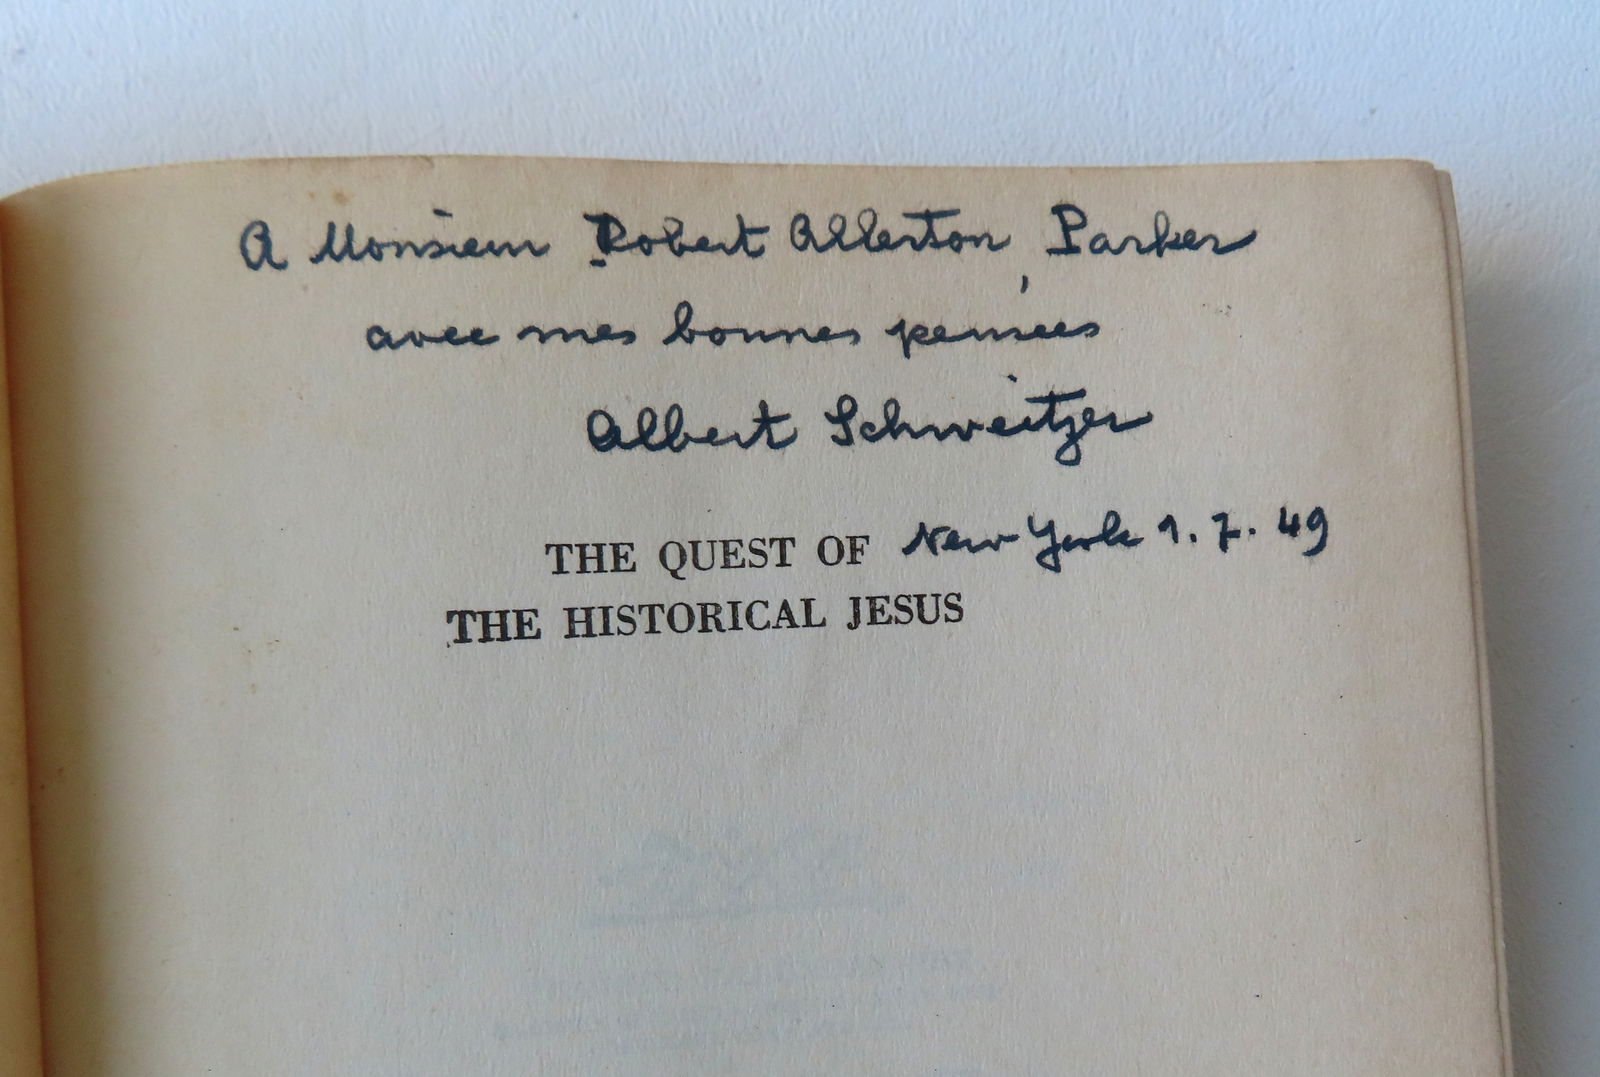 A Monsieur Robert Allerton Parker
avec mes bonnes pensées
Albert Schweitzer
New York 1. 7. 49
THE QUEST OF
THE HISTORICAL JESUS